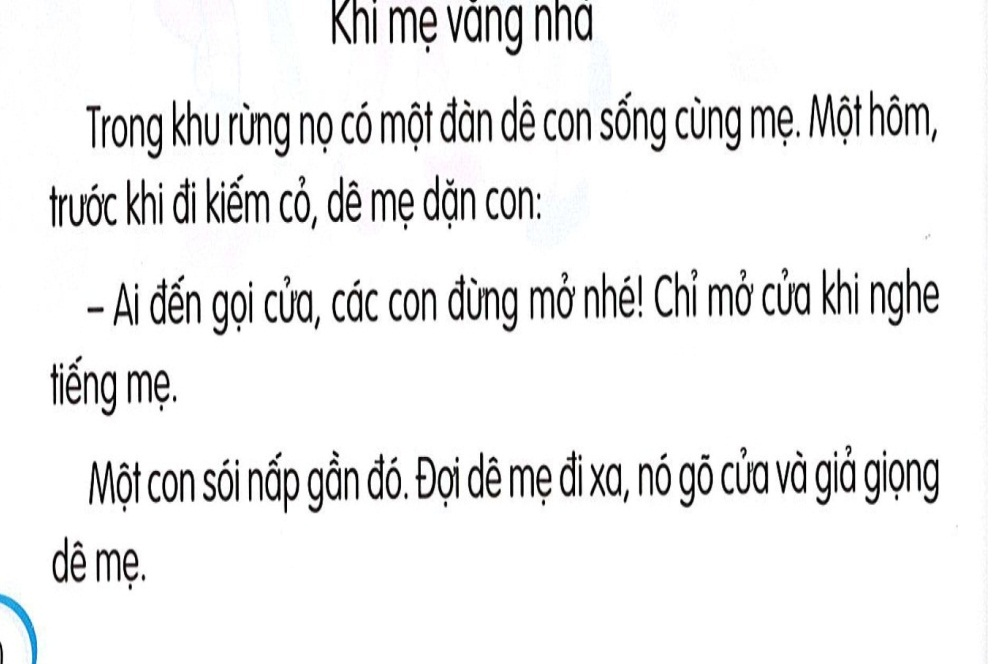 Khi mẹ vắng nhà
Trong khu rừng nọ có một đàn dê con sống cùng mẹ. Một hôm,
trước khi đi kiếm cỏ, dê mẹ dặn con:
– Ai đến gọi cửa, các con đừng mở nhé! Chỉ mở cửa khi nghe
tiếng mẹ.
Một con sói nấp gần đó. Đợi dê mẹ đi xa, nó gõ cửa và giả giọng
dê mẹ.